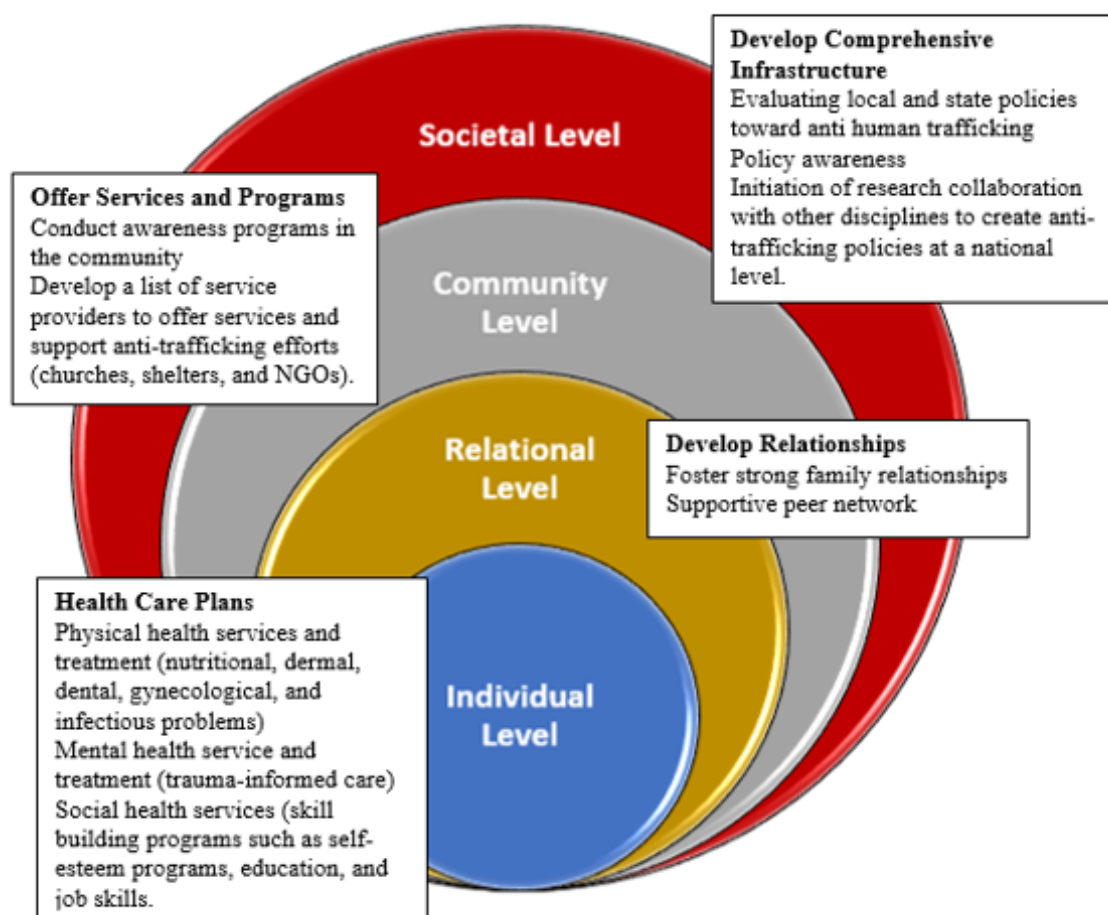 Develop Comprehensive
Infrastructure
Evaluating local and state policies
toward anti human trafficking
Policy awareness
Initiation of research collaboration
with other disciplines to create anti-
trafficking policies at a national
level.
Societal Level
Offer Services and Programs
Conduct awareness programs in
the community
Develop a list of service
providers to offer services and
support anti-trafficking efforts
(churches, shelters, and NGOs).
Community
Level
Relational
Level
Develop Relationships
Foster strong family relationships
Supportive peer network
Health Care Plans
Physical health services and
treatment (nutritional, dermal,
dental, gynecological, and
infectious problems)
Mental health service and
treatment (trauma-informed care)
Social health services (skill
building programs such as self-
esteem programs, education, and
job skills.
Individual
Level